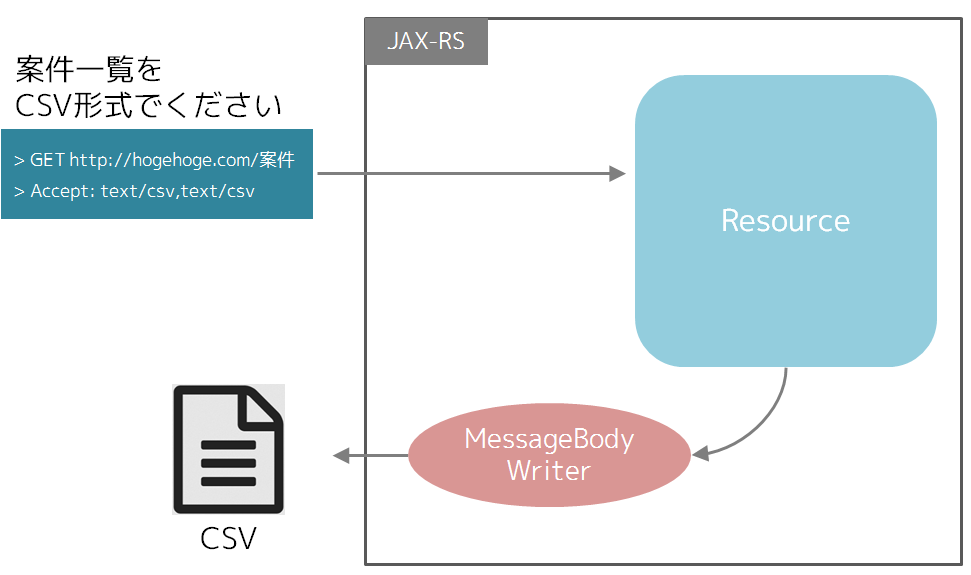 JAX-RS
案件一覧を
CSV形式でください
> GET http://hogehoge.com/案件
> Accept: text/csv,text/csv
Resource
MessageBody
Writer
CSV